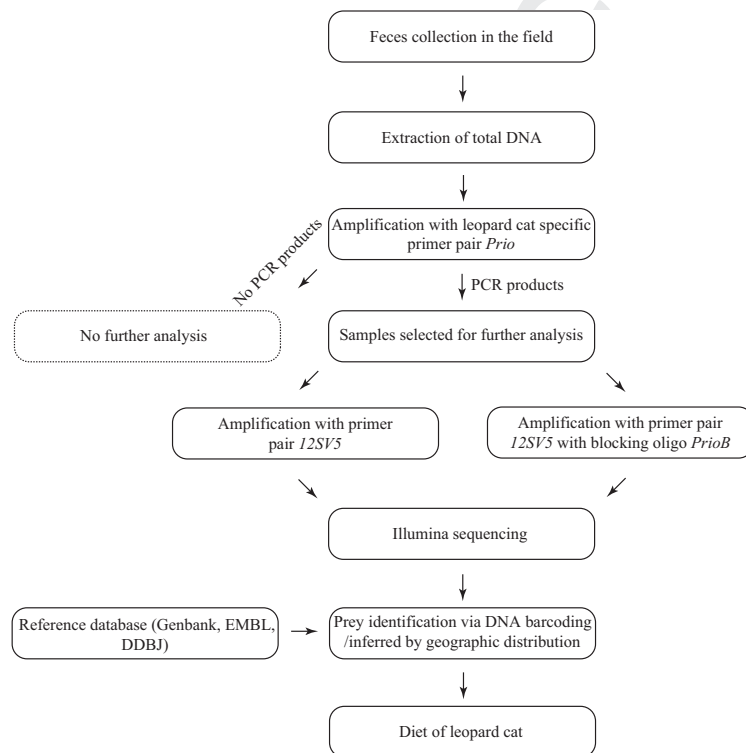 Feces collection in the field
Extraction of total DNA
Amplification with leopard cat specific
primer pair Prio
No PCR products
PCR products
No further analysis
Samples selected for further analysis
Amplification with primer
pair 12SV5
Amplification with primer pair
12SV5 with blocking oligo PrioB
Illumina sequencing
Reference database (Genbank, EMBL,
DDBJ)
Prey identification via DNA barcoding
/inferred by geographic distribution
Diet of leopard cat